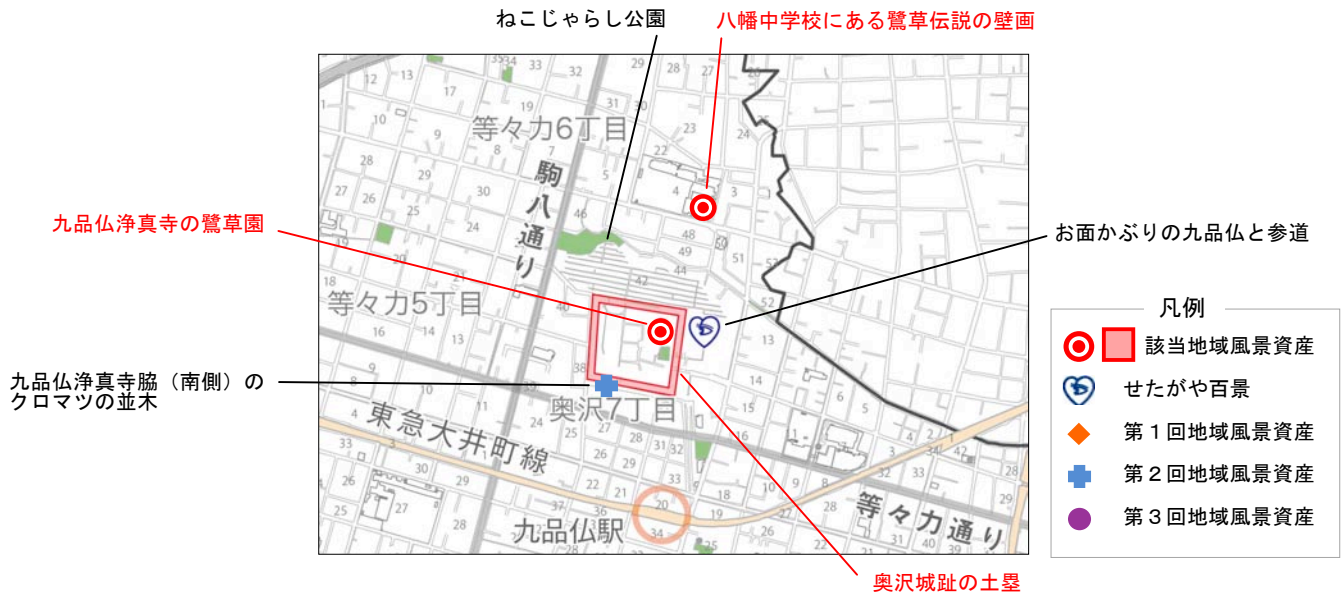 ねこじゃらし公園
八幡中学校にある鷺草伝説の壁画
九品仏浄真寺の鷺草園
お面かぶりの九品仏と参道
九品仏浄真寺脇（南側）の
クロマツの並木
奥沢城趾の土塁
等々力6丁目
駒八通り
等々力5丁目
奥沢7丁目
東急大井町線
九品仏駅
等々力通り
凡例
該当地域風景資産
せたがや百景
第１回地域風景資産
第２回地域風景資産
第３回地域風景資産